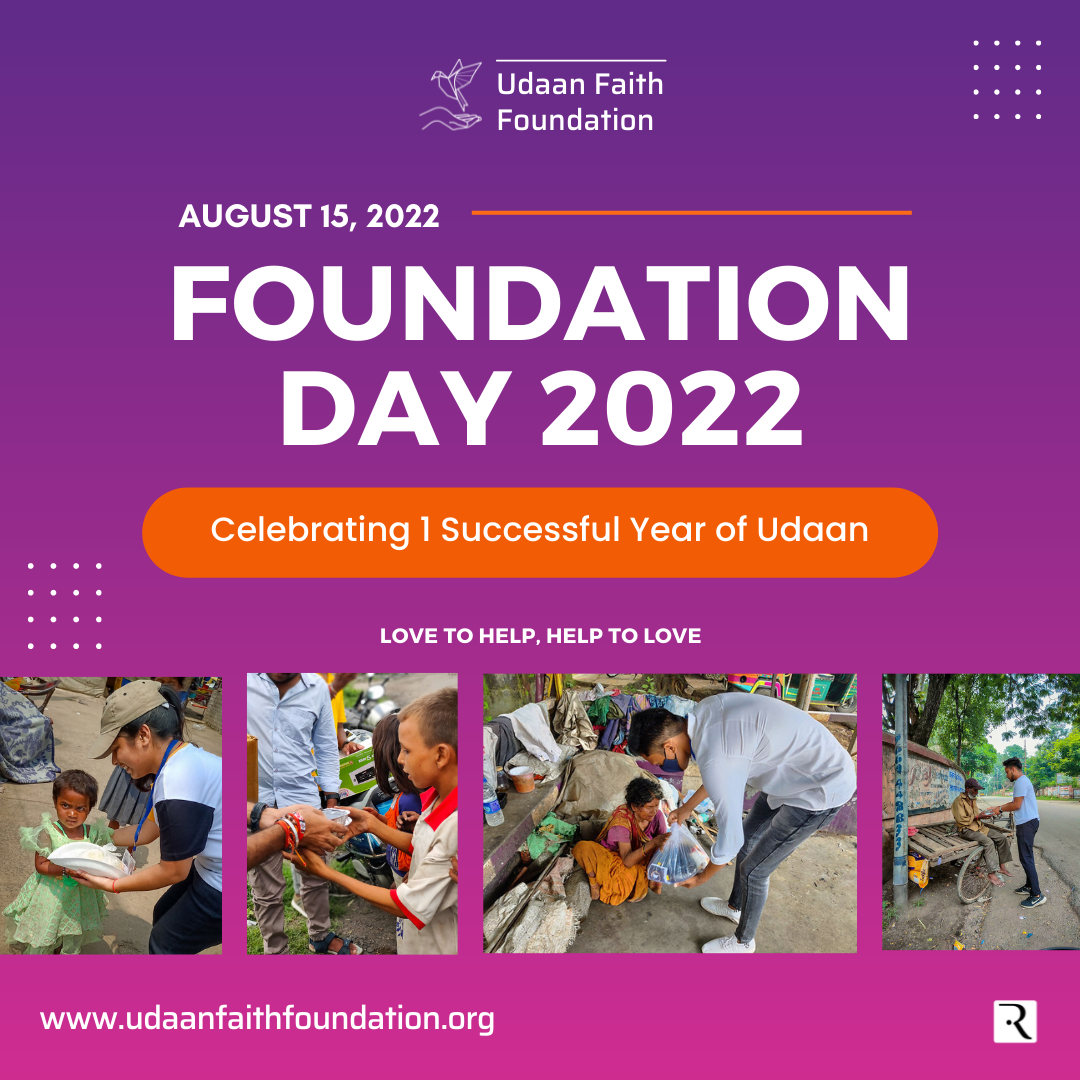 Udaan Faith
Foundation
AUGUST 15, 2022
FOUNDATION
DAY 2022
Celebrating 1 Successful Year of Udaan
LOVE TO HELP, HELP TO LOVE
www.udaanfaithfoundation.org
R